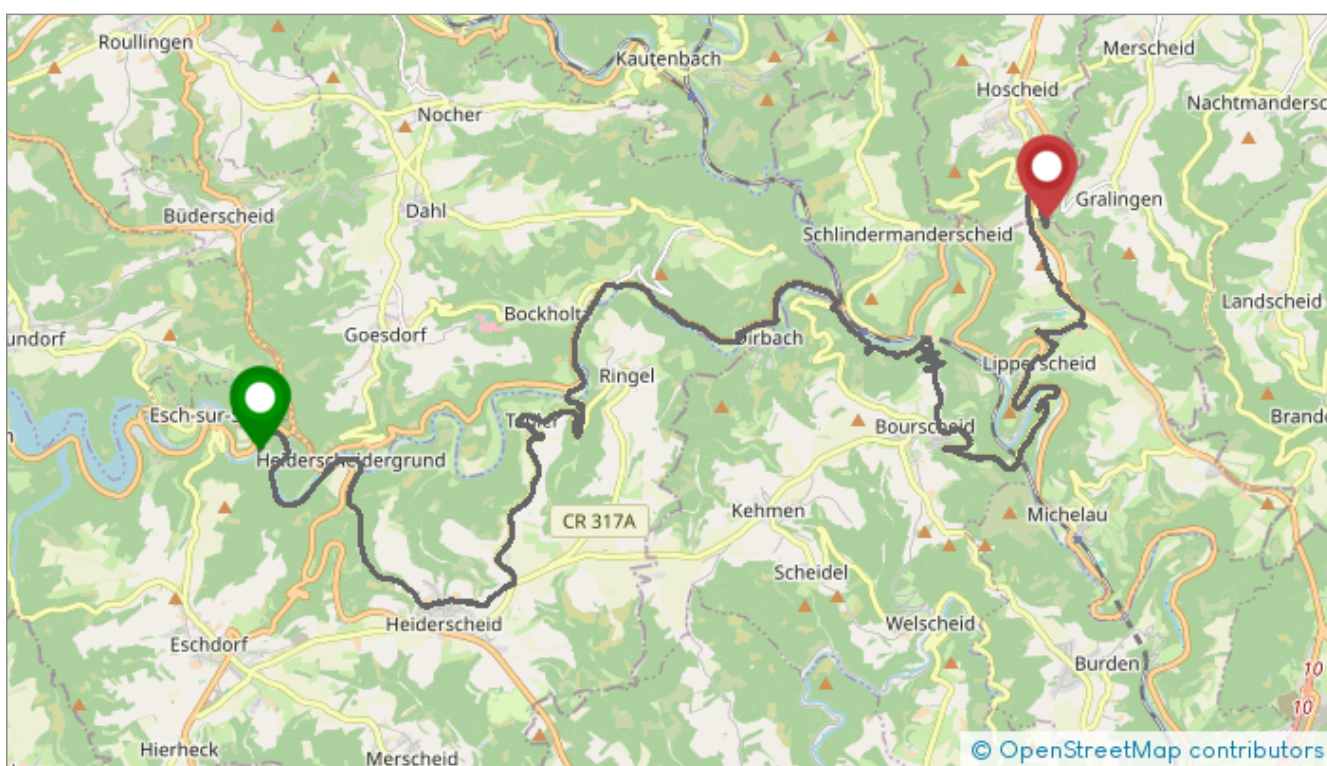 Roullingen
Kautenbach
Merscheid
Hoscheid
Nachtmandersc
Nocher
Büderscheid
Dahl
Gralingen
Schlindermanderscheid
Landscheid
Bockholtz
undorf
Goesdorf
Dirbach
Lipperscheid
Ringel
Esch-sur-S
Brande
Bourscheid
Heiderscheidergrund
Kehmen
CR 317A
Michelau
Scheidel
Heiderscheid
Welscheid
Eschdorf
Burden
10
10
Hierheck
Merscheid
© OpenStreetMap contributors